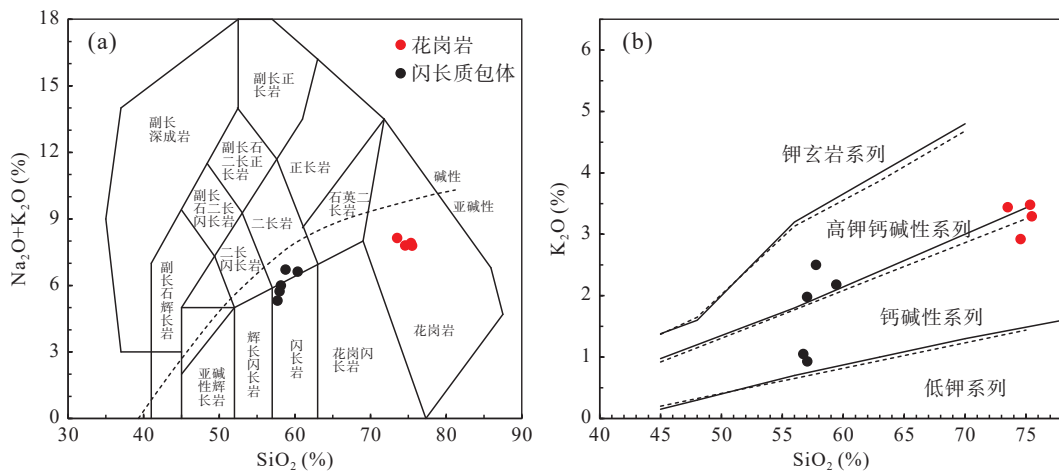 (a)
花岗岩
闪长质包体
Na₂O+K₂O (%)
18
15
12
9
6
3
0
副长
深成岩
副长正
长岩
副长石
二长正
长岩
正长岩
副长
石二长
闪长岩
二长岩
石英二
长岩
碱性
亚碱性
二长
闪长岩
副长石辉长岩
亚碱
性辉
长岩
辉长闪长岩
闪长岩
花岗闪
长岩
花岗岩
30 40 50 60 70 80 90
SiO₂ (%)
(b)
K₂O (%)
6
5
4
3
2
1
0
钾玄岩系列
高钾钙碱性系列
钙碱性系列
低钾系列
40 45 50 55 60 65 70 75
SiO₂ (%)